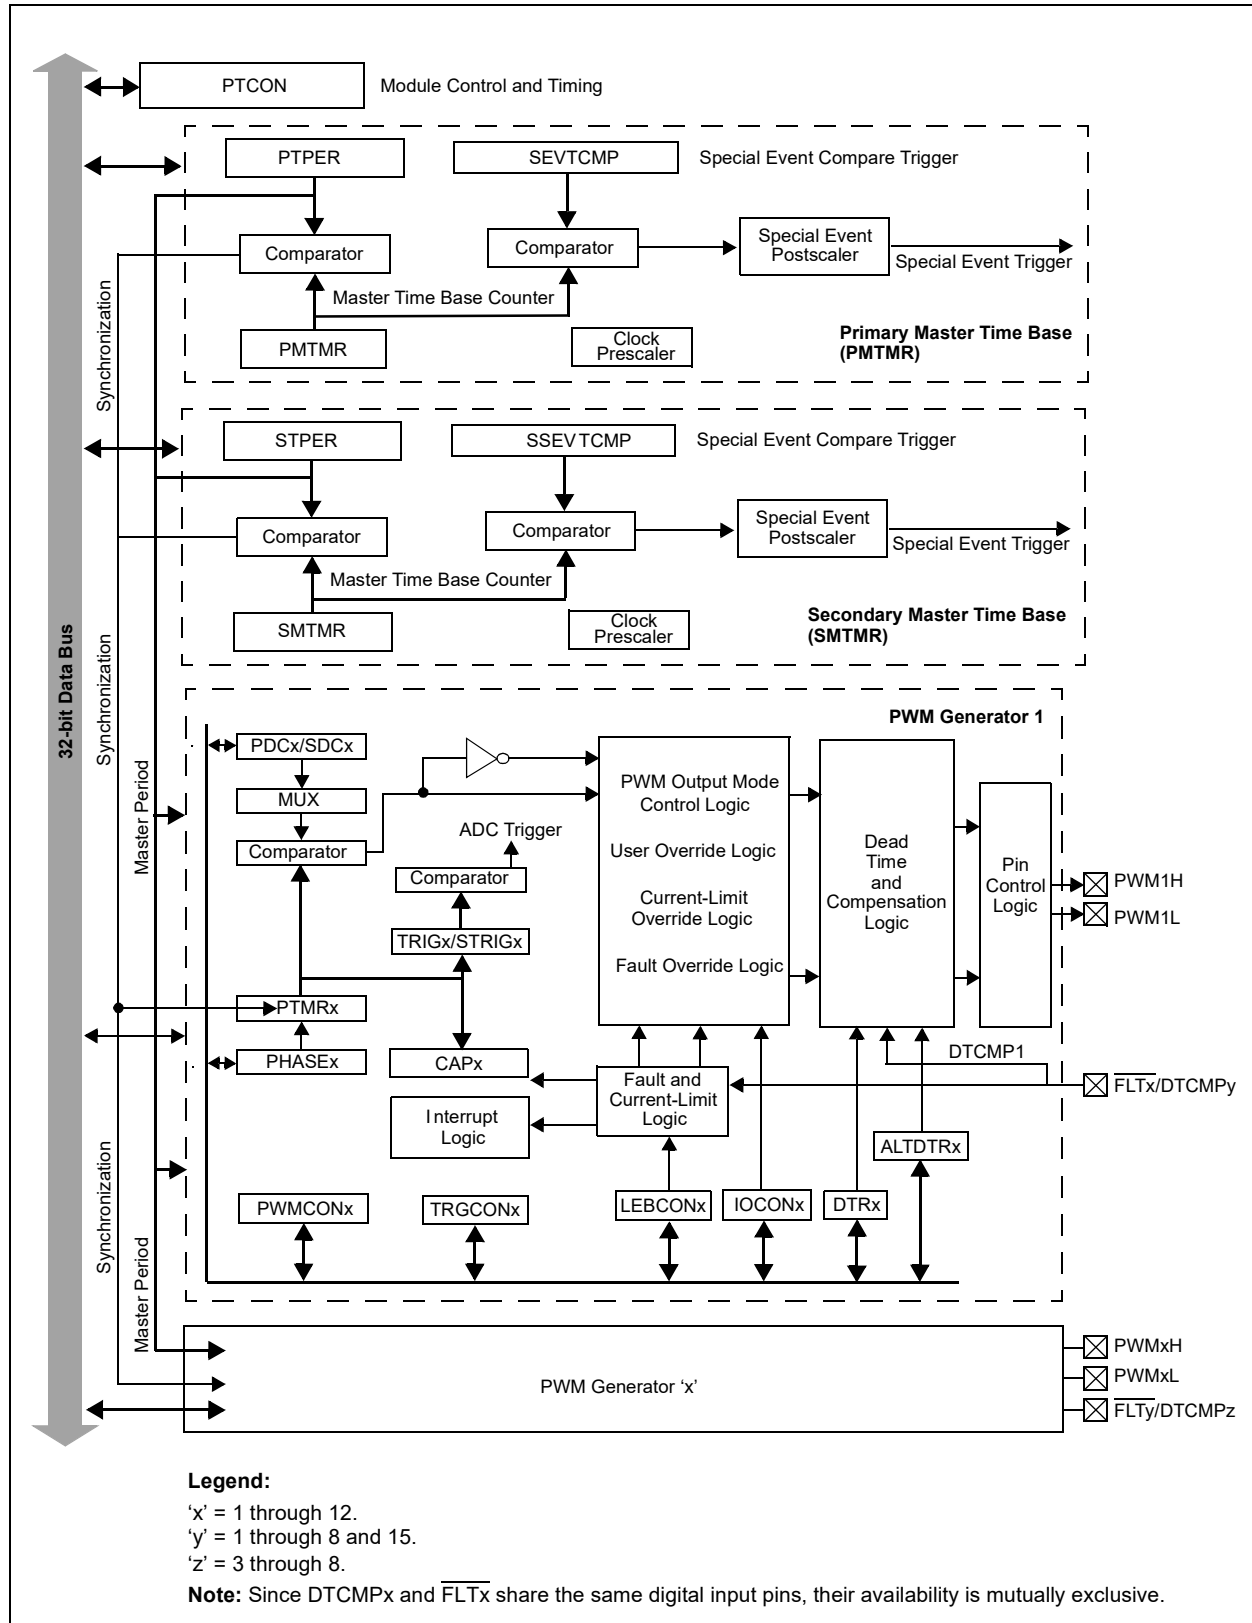 PTCON
Module Control and Timing
PTPER
SEVTCMP
Special Event Compare Trigger
Comparator
Comparator
Special Event
Postscaler
Special Event Trigger
Master Time Base Counter
PMTMR
Clock
Prescaler
Primary Master Time Base
(PMTMR)
Synchronization
STPER
SSEVTCMP
Special Event Compare Trigger
Comparator
Comparator
Special Event
Postscaler
Special Event Trigger
Master Time Base Counter
SMTMR
Clock
Prescaler
Secondary Master Time Base
(SMTMR)
32-bit Data Bus
Synchronization
Master Period
PWM Generator 1
PDCx/SDCx
MUX
Comparator
ADC Trigger
Comparator
TRIGx/STRIGx
PWM Output Mode
Control Logic
User Override Logic
Current-Limit
Override Logic
Fault Override Logic
Dead
Time
and
Compensation
Logic
Pin
Control
Logic
PWM1H
PWM1L
PTMRx
PHASEx
CAPx
Interrupt
Logic
Fault and
Current-Limit
Logic
DTCMP1
F̅L̅T̅x̅/DTCMPy
ALTDTRx
PWMCONx
TRGCONx
LEBCONx
IOCONx
DTRx
Synchronization
Master Period
PWM Generator ‘x’
PWMxH
PWMxL
F̅L̅T̅y̅/DTCMPz
Legend:
‘x’ = 1 through 12.
‘y’ = 1 through 8 and 15.
‘z’ = 3 through 8.
Note: Since DTCMPx and F̅L̅T̅x̅ share the same digital input pins, their availability is mutually exclusive.